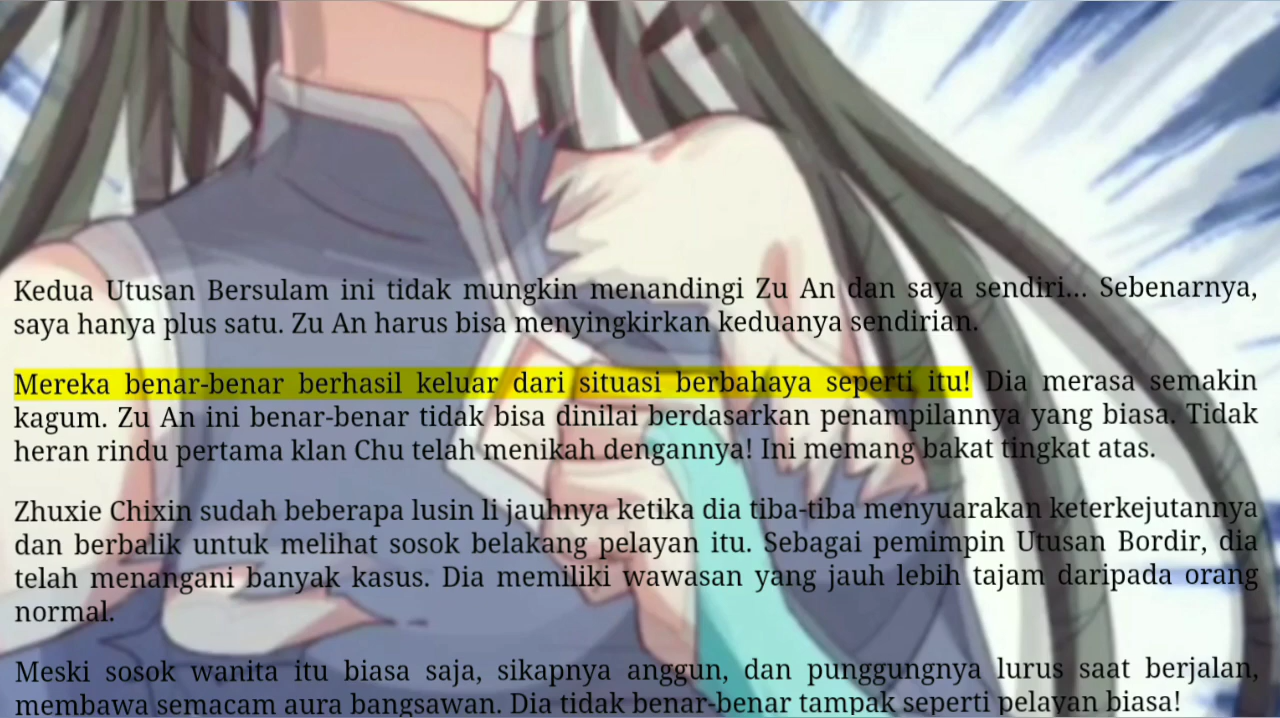 Kedua Utusan Bersulam ini tidak mungkin menandingi Zu An dan saya sendiri... Sebenarnya,
saya hanya plus satu. Zu An harus bisa menyingkirkan keduanya sendirian.
Mereka benar-benar berhasil keluar dari situasi berbahaya seperti itu! Dia merasa semakin
kagum. Zu An ini benar-benar tidak bisa dinilai berdasarkan penampilannya yang biasa. Tidak
heran rindu pertama klan Chu telah menikah dengannya! Ini memang bakat tingkat atas.
Zhuxie Chixin sudah beberapa lusin li jauhnya ketika dia tiba-tiba menyuarakan keterkejutannya
dan berbalik untuk melihat sosok belakang pelayan itu. Sebagai pemimpin Utusan Bordir, dia
telah menangani banyak kasus. Dia memiliki wawasan yang jauh lebih tajam daripada orang
normal.
Meski sosok wanita itu biasa saja, sikapnya anggun, dan punggungnya lurus saat berjalan,
membawa semacam aura bangsawan. Dia tidak benar-benar tampak seperti pelayan biasa!